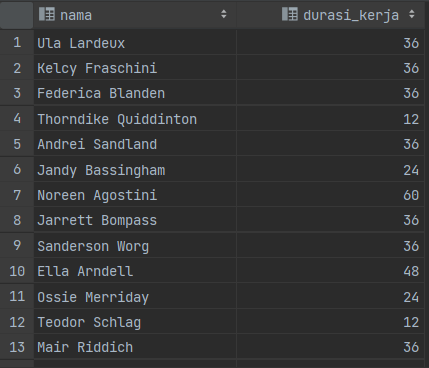 nama durasi_kerja
1 Ula Lardeux 36
2 Kelcy Fraschini 36
3 Federica Blanden 36
4 Thorndike Quiddinton 12
5 Andrei Sandland 36
6 Jandy Bassingham 24
7 Noreen Agostini 60
8 Jarrett Bompass 36
9 Sanderson Worg 36
10 Ella Arndell 48
11 Ossie Merriday 24
12 Teodor Schlag 12
13 Mair Riddich 36